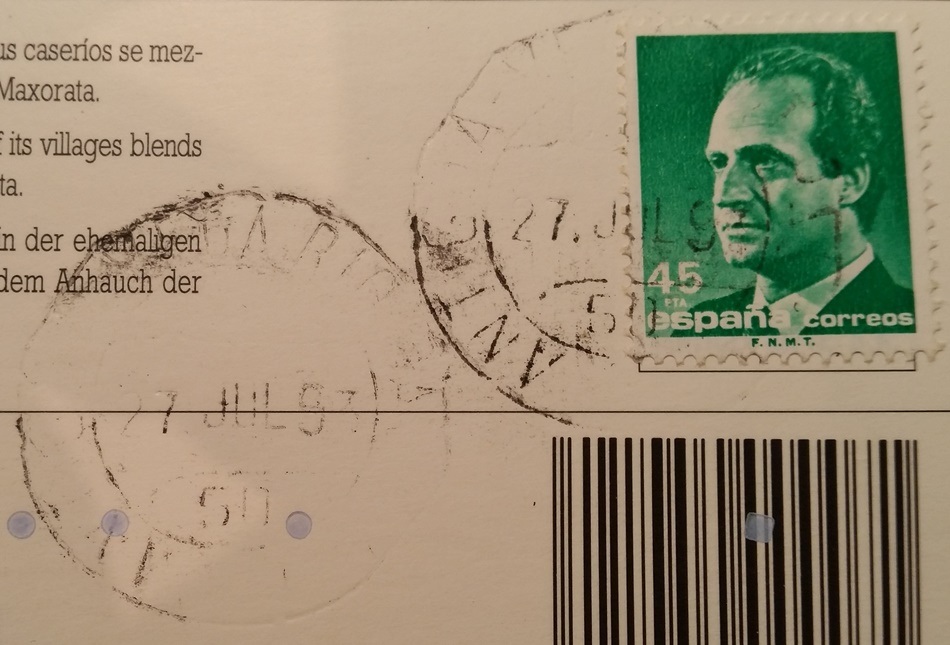 us caseríos se mez-
Maxorata.
f its villages blends
ta.
in der ehemaligen
dem Anhauch der
27.JUL 9
45
PTA
españa correos
F.N.M.T.
27.JUL 93
50